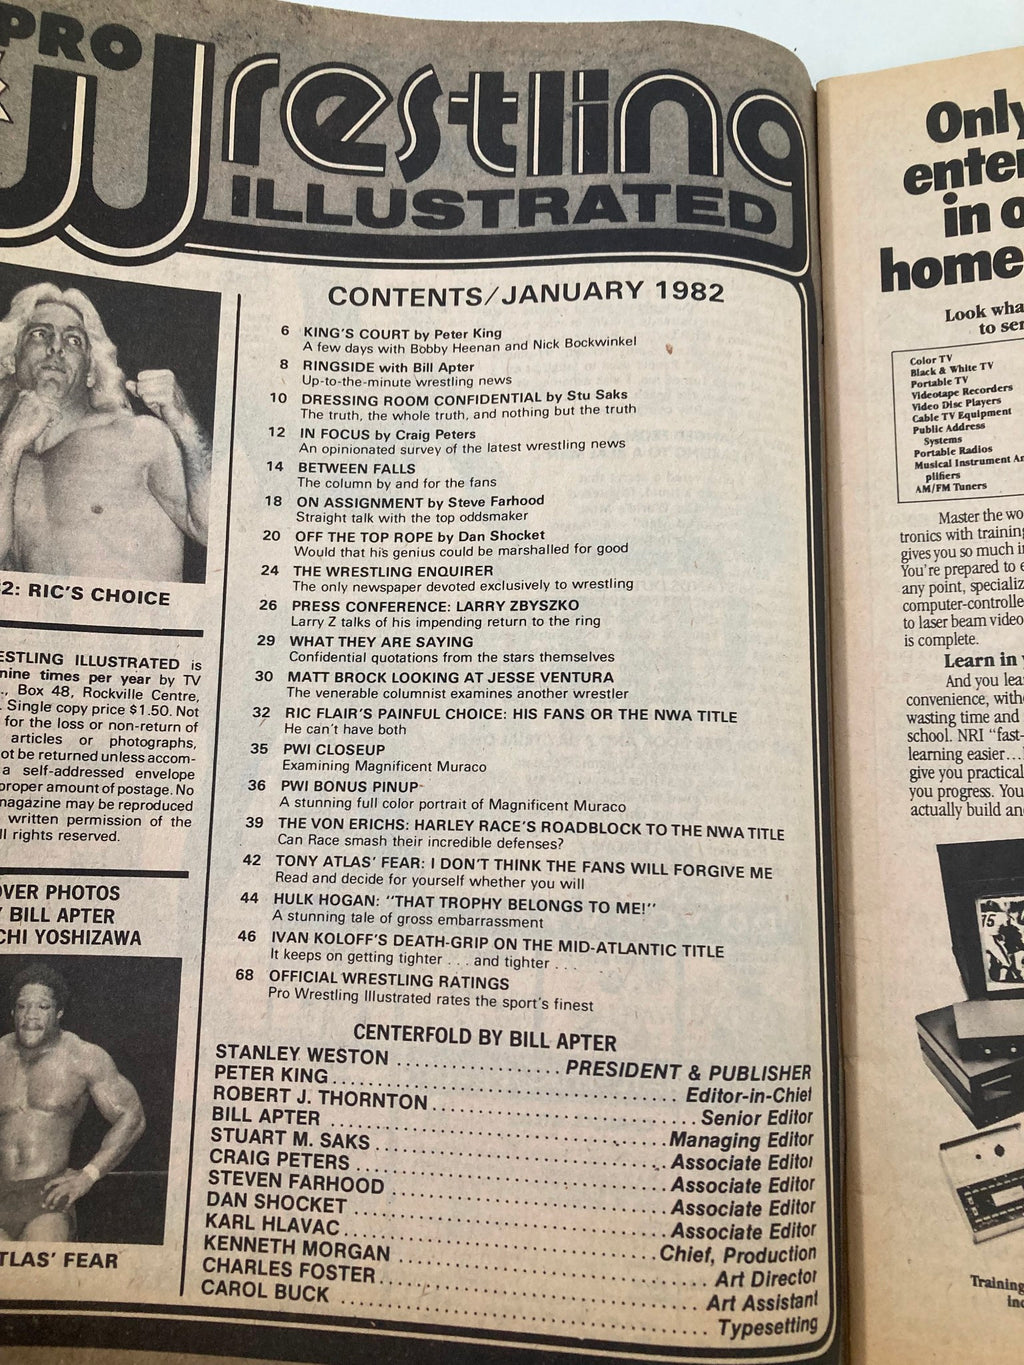 PRO
Wrestling
ILLUSTRATED
CONTENTS/JANUARY 1982
6 KING'S COURT by Peter King
A few days with Bobby Heenan and Nick Bockwinkel
8 RINGSIDE with Bill Apter
Up-to-the-minute wrestling news
10 DRESSING ROOM CONFIDENTIAL by Stu Saks
The truth, the whole truth, and nothing but the truth
12 IN FOCUS by Craig Peters
An opinionated survey of the latest wrestling news
14 BETWEEN FALLS
The column by and for the fans
18 ON ASSIGNMENT by Steve Farhood
Straight talk with the top oddsmaker
20 OFF THE TOP ROPE by Dan Shocket
Would that his genius could be marshalled for good
24 THE WRESTLING ENQUIRER
The only newspaper devoted exclusively to wrestling
26 PRESS CONFERENCE: LARRY ZBYSZKO
Larry Z talks of his impending return to the ring
29 WHAT THEY ARE SAYING
Confidential quotations from the stars themselves
30 MATT BROCK LOOKING AT JESSE VENTURA
The venerable columnist examines another wrestler
32 RIC FLAIR'S PAINFUL CHOICE: HIS FANS OR THE NWA TITLE
He can't have both
35 PWI CLOSEUP
Examining Magnificent Muraco
36 PWI BONUS PINUP
A stunning full color portrait of Magnificent Muraco
39 THE VON ERICHS: HARLEY RACE'S ROADBLOCK TO THE NWA TITLE
Can Race smash their incredible defenses?
42 TONY ATLAS' FEAR: I DON'T THINK THE FANS WILL FORGIVE ME
Read and decide for yourself whether you will
44 HULK HOGAN: "THAT TROPHY BELONGS TO ME!"
A stunning tale of gross embarrassment
46 IVAN KOLOFF'S DEATH-GRIP ON THE MID-ATLANTIC TITLE
It keeps on getting tighter . . . and tighter . . .
68 OFFICIAL WRESTLING RATINGS
Pro Wrestling Illustrated rates the sport's finest
CENTERFOLD BY BILL APTER
STANLEY WESTON .................. PRESIDENT & PUBLISHER
PETER KING .................. Editor-in-Chief
ROBERT J. THORNTON .................. Senior Editor
BILL APTER .................. Managing Editor
STUART M. SAKS .................. Associate Editor
CRAIG PETERS .................. Associate Editor
STEVEN FARHOOD .................. Associate Editor
DAN SHOCKET .................. Associate Editor
KARL HLAVAC .................. Chief, Production
KENNETH MORGAN .................. Art Director
CHARLES FOSTER .................. Art Assistant
CAROL BUCK .................. Typesetting
2: RIC'S CHOICE
ESTLING ILLUSTRATED is
nine times per year by TV
., Box 48, Rockville Centre,
. Single copy price $1.50. Not
for the loss or non-return of
articles or photographs,
ot be returned unless accom-
a self-addressed envelope
proper amount of postage. No
magazine may be reproduced
written permission of the
ll rights reserved.
OVER PHOTOS
Y BILL APTER
CHI YOSHIZAWA
TLAS' FEAR
Only
enter
in o
home
Look wha
to ser
Color TV
Black & White TV
Portable TV
Videotape Recorders
Video Disc Players
Cable TV Equipment
Public Address
Systems
Portable Radios
Musical Instrument Am
plifiers
AM/FM Tuners
Master the wo
tronics with training
gives you so much in
You're prepared to e
any point, specializ
computer-controlle
to laser beam video
is complete.
Learn in y
And you lea
convenience, with
wasting time and
school. NRI "fast-
learning easier...
give you practical
you progress. You
actually build an
75
Training
inc